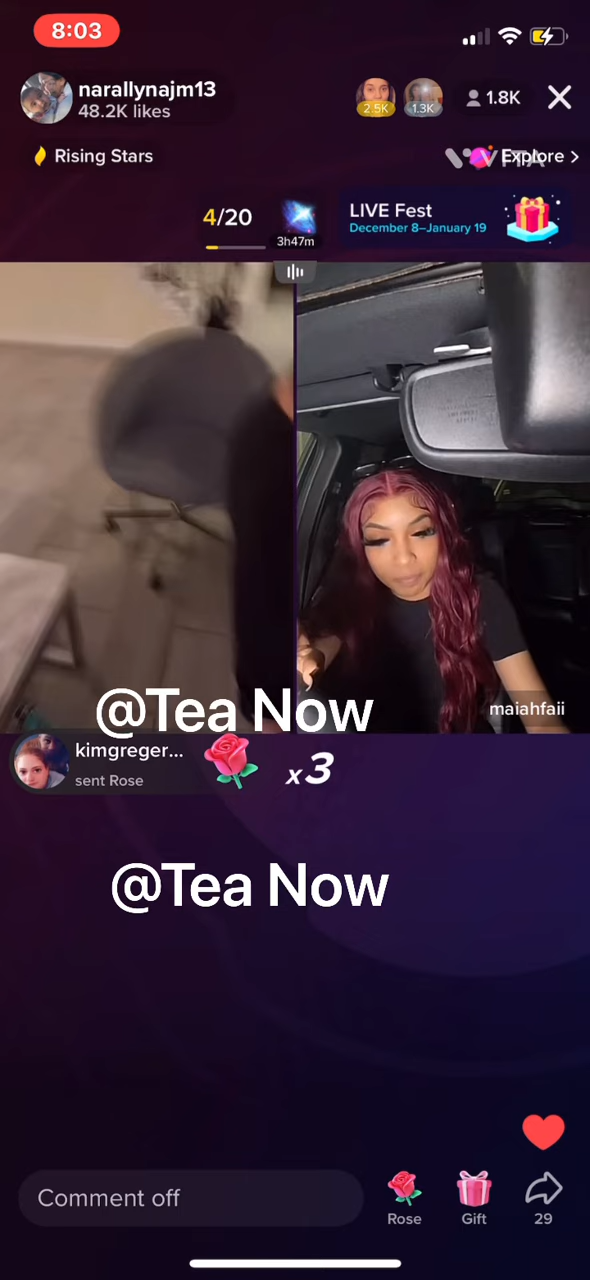 8:03
narallynajm13
48.2K likes
2.5K
1.3K
1.8K
Rising Stars
Explore >
4/20
3h47m
LIVE Fest
December 8–January 19
@Tea Now
maiahfaii
kimgreger...
sent Rose
x3
@Tea Now
Comment off
Rose
Gift
29